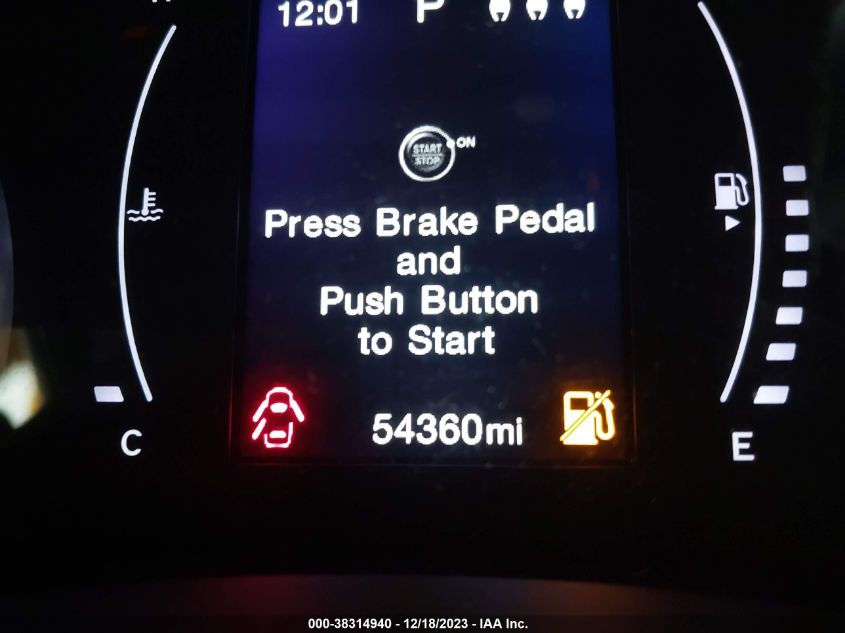 12:01 P
START ON
STOP
Press Brake Pedal
and
Push Button
to Start
54360mi
C E
000-38314940 - 12/18/2023 - IAA Inc.